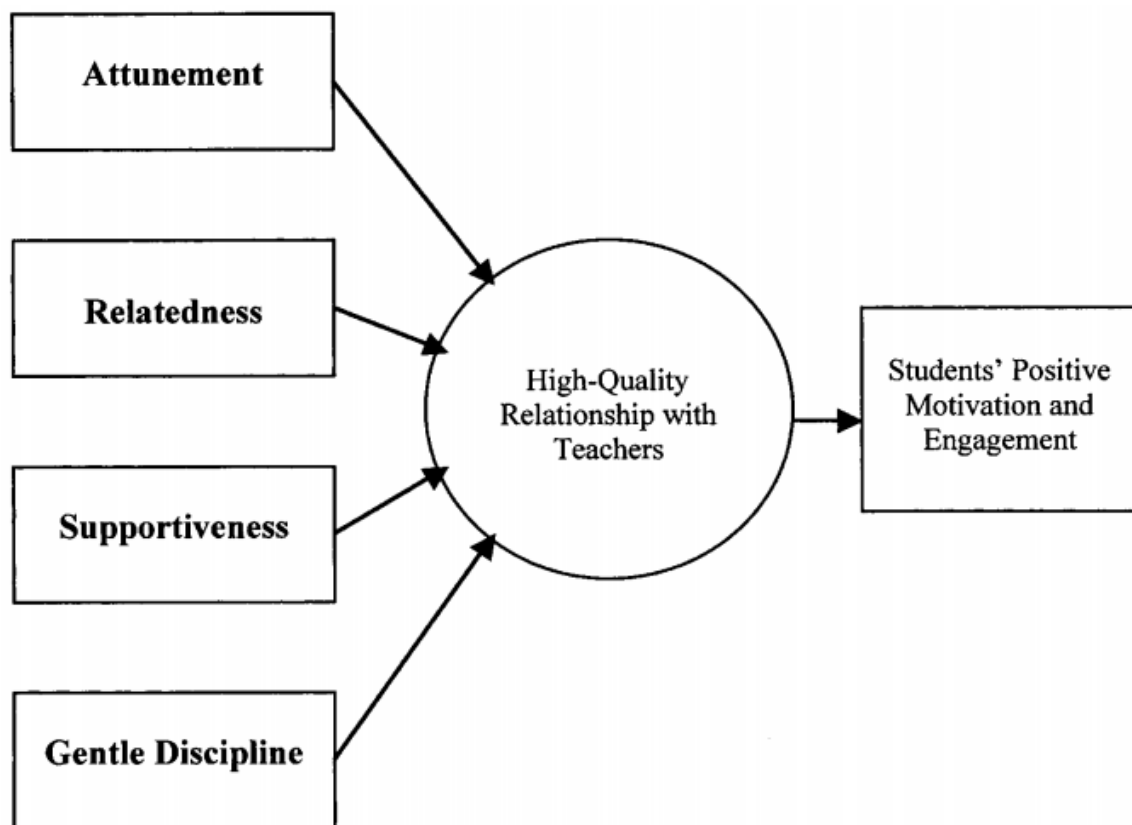 Attunement
Relatedness
High-Quality
Relationship with
Teachers
Students’ Positive
Motivation and
Engagement
Supportiveness
Gentle Discipline